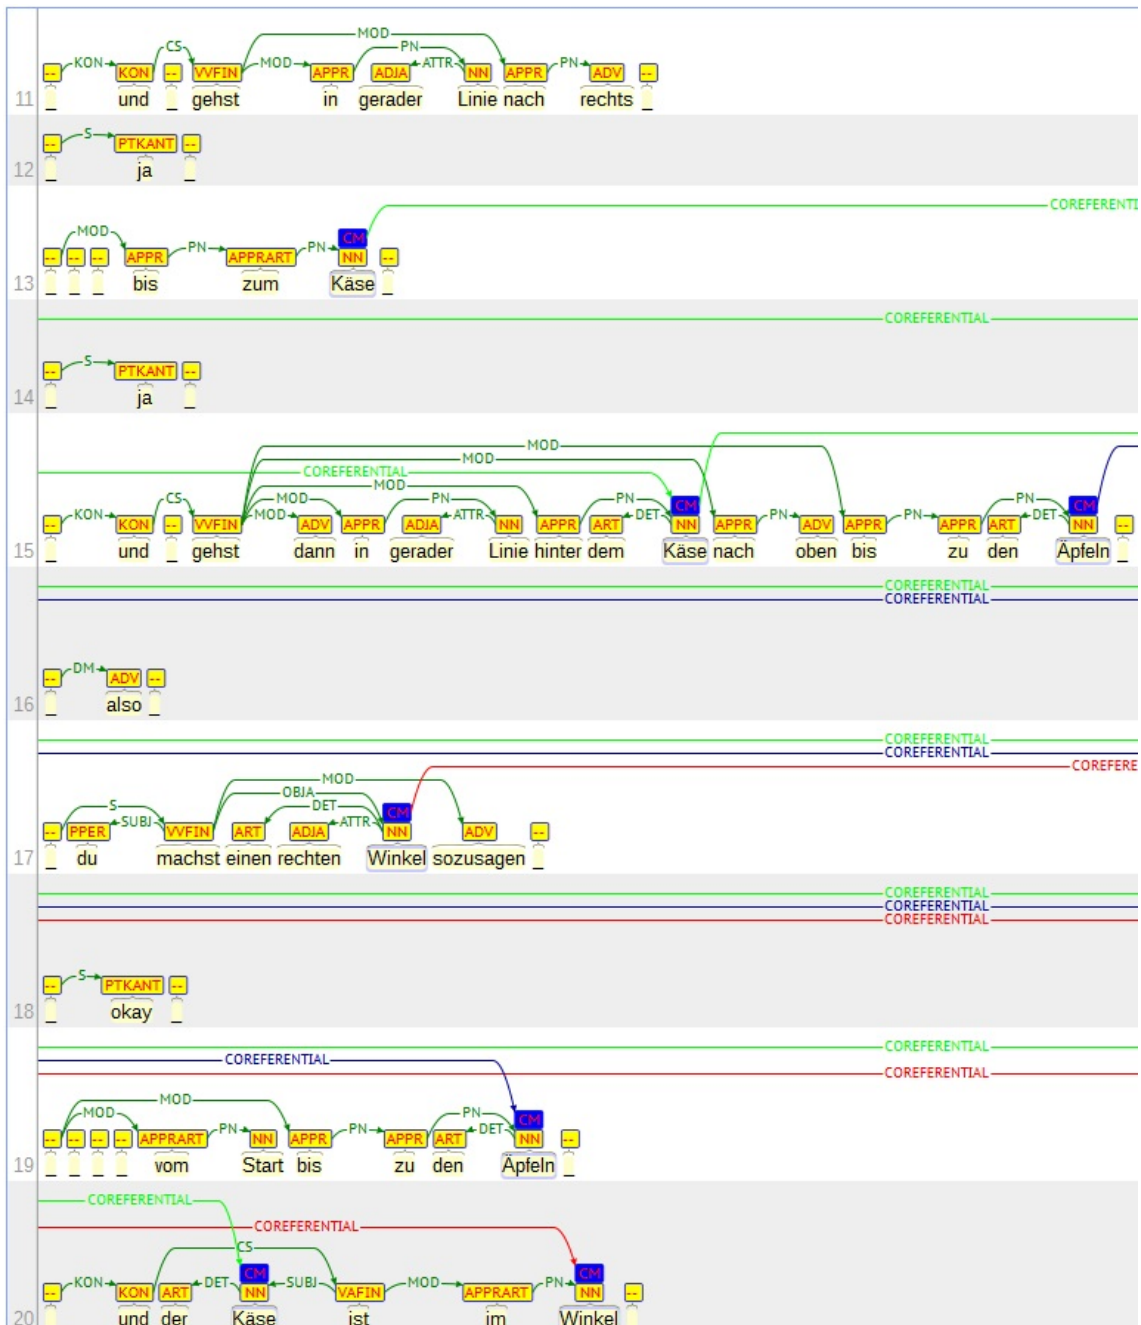 MOD
CS PN
-- KON KON -- VVFIN MOD APPR ADJA ATTR NN APPR PN ADV --
11 _ und _ gehst in gerader Linie nach rechts _
-- S PTKANT --
12 _ ja _
COREFERENTI
MOD CM
-- -- -- APPR PN APPRART PN NN --
13 _ _ _ bis zum Käse _
COREFERENTIAL
-- S PTKANT --
14 _ ja _
MOD
MOD
COREFERENTIAL
MOD
CS MOD PN PN CM PN CM
-- KON KON -- VVFIN MOD ADV APPR ADJA ATTR NN APPR ART DET NN APPR PN ADV APPR PN APPR ART DET NN --
15 _ und _ gehst dann in gerader Linie hinter dem Käse nach oben bis zu den Äpfeln _
COREFERENTIAL
COREFERENTIAL
-- DM ADV --
16 _ also _
COREFERENTIAL
COREFERENTIAL
COREFERE
MOD
OBJA
S DET CM
-- PPER SUBJ VVFIN ART ADJA ATTR NN ADV --
17 _ du machst einen rechten Winkel sozusagen _
COREFERENTIAL
COREFERENTIAL
COREFERENTIAL
-- S PTKANT --
18 _ okay _
COREFERENTIAL
COREFERENTIAL
COREFERENTIAL
MOD
MOD PN CM
-- -- -- -- APPRART PN NN APPR PN APPR ART DET NN --
19 _ _ _ _ vom Start bis zu den Äpfeln _
COREFERENTIAL
COREFERENTIAL
CS
CM CM
-- KON KON ART DET NN SUBJ VAFIN MOD APPRART PN NN --
20 und der Käse ist im Winkel